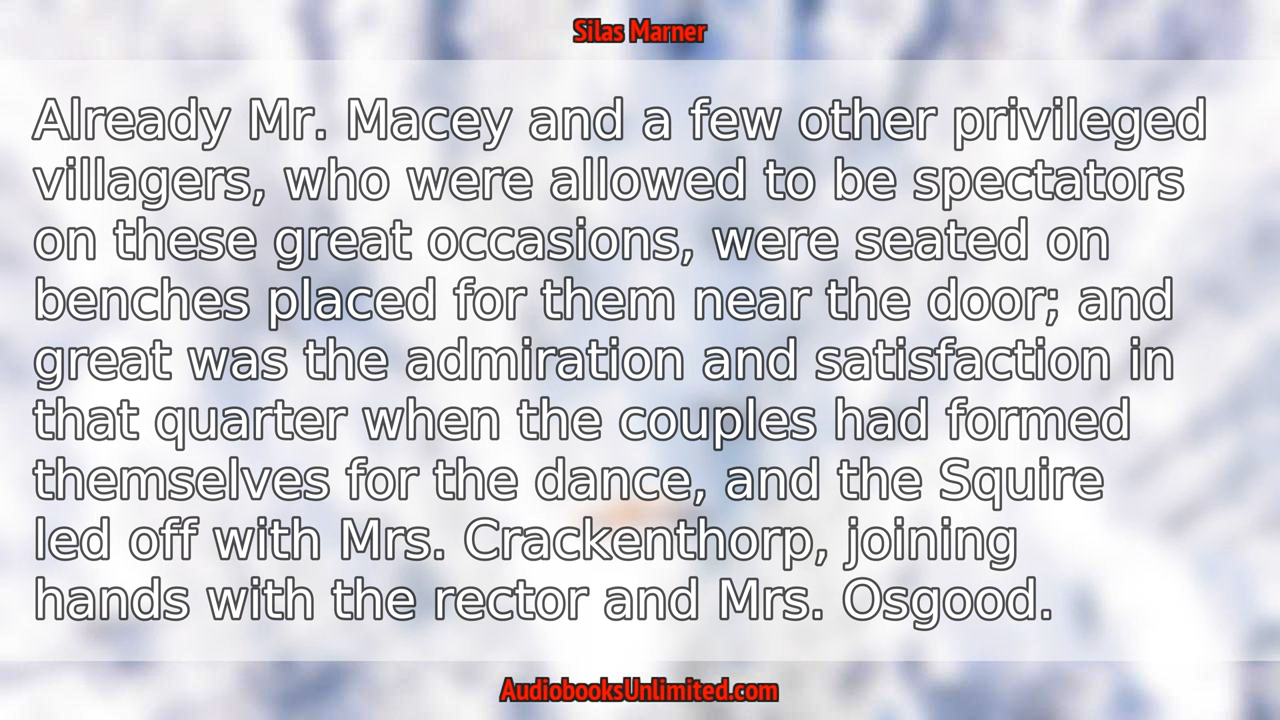 Silas Marner
Already Mr. Macey and a few other privileged
villagers, who were allowed to be spectators
on these great occasions, were seated on
benches placed for them near the door; and
great was the admiration and satisfaction in
that quarter when the couples had formed
themselves for the dance, and the Squire
led off with Mrs. Crackenthorp, joining
hands with the rector and Mrs. Osgood.
AudiobooksUnlimited.com